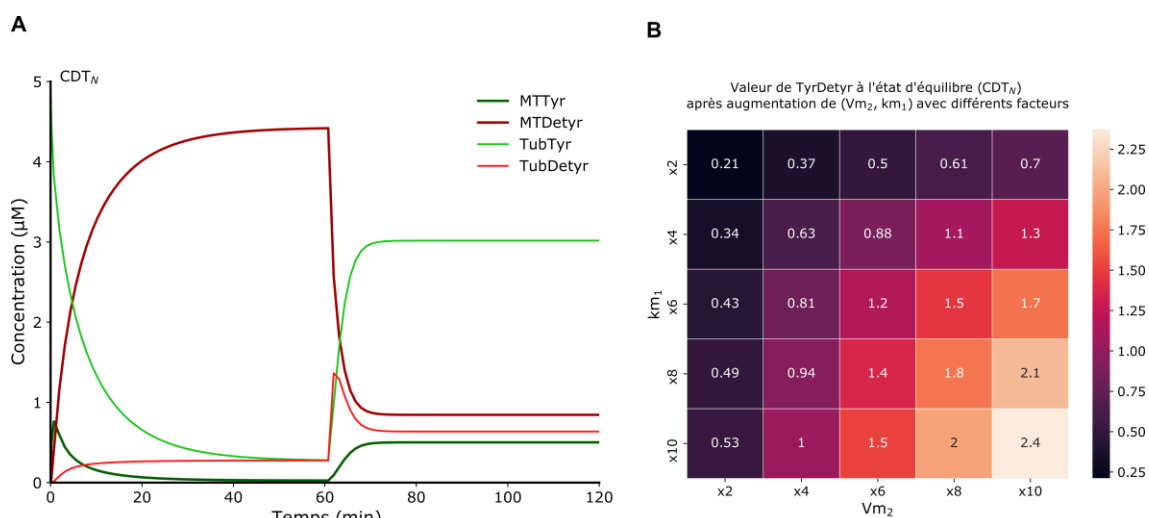 A
CDT_N
MTTyr
MTDetyr
TubTyr
TubDetyr
Concentration (µM)
5
4
3
2
1
0
0 20 40 60 80 100 120
Temps (min)
B
Valeur de TyrDetyr à l'état d'équilibre (CDT_N)
après augmentation de (Vm₂, km₁) avec différents facteurs
km₁
x2 0.21 0.37 0.5 0.61 0.7
x4 0.34 0.63 0.88 1.1 1.3
x6 0.43 0.81 1.2 1.5 1.7
x8 0.49 0.94 1.4 1.8 2.1
x10 0.53 1 1.5 2 2.4
x2 x4 x6 x8 x10
Vm₂
2.25
2.00
1.75
1.50
1.25
1.00
0.75
0.50
0.25